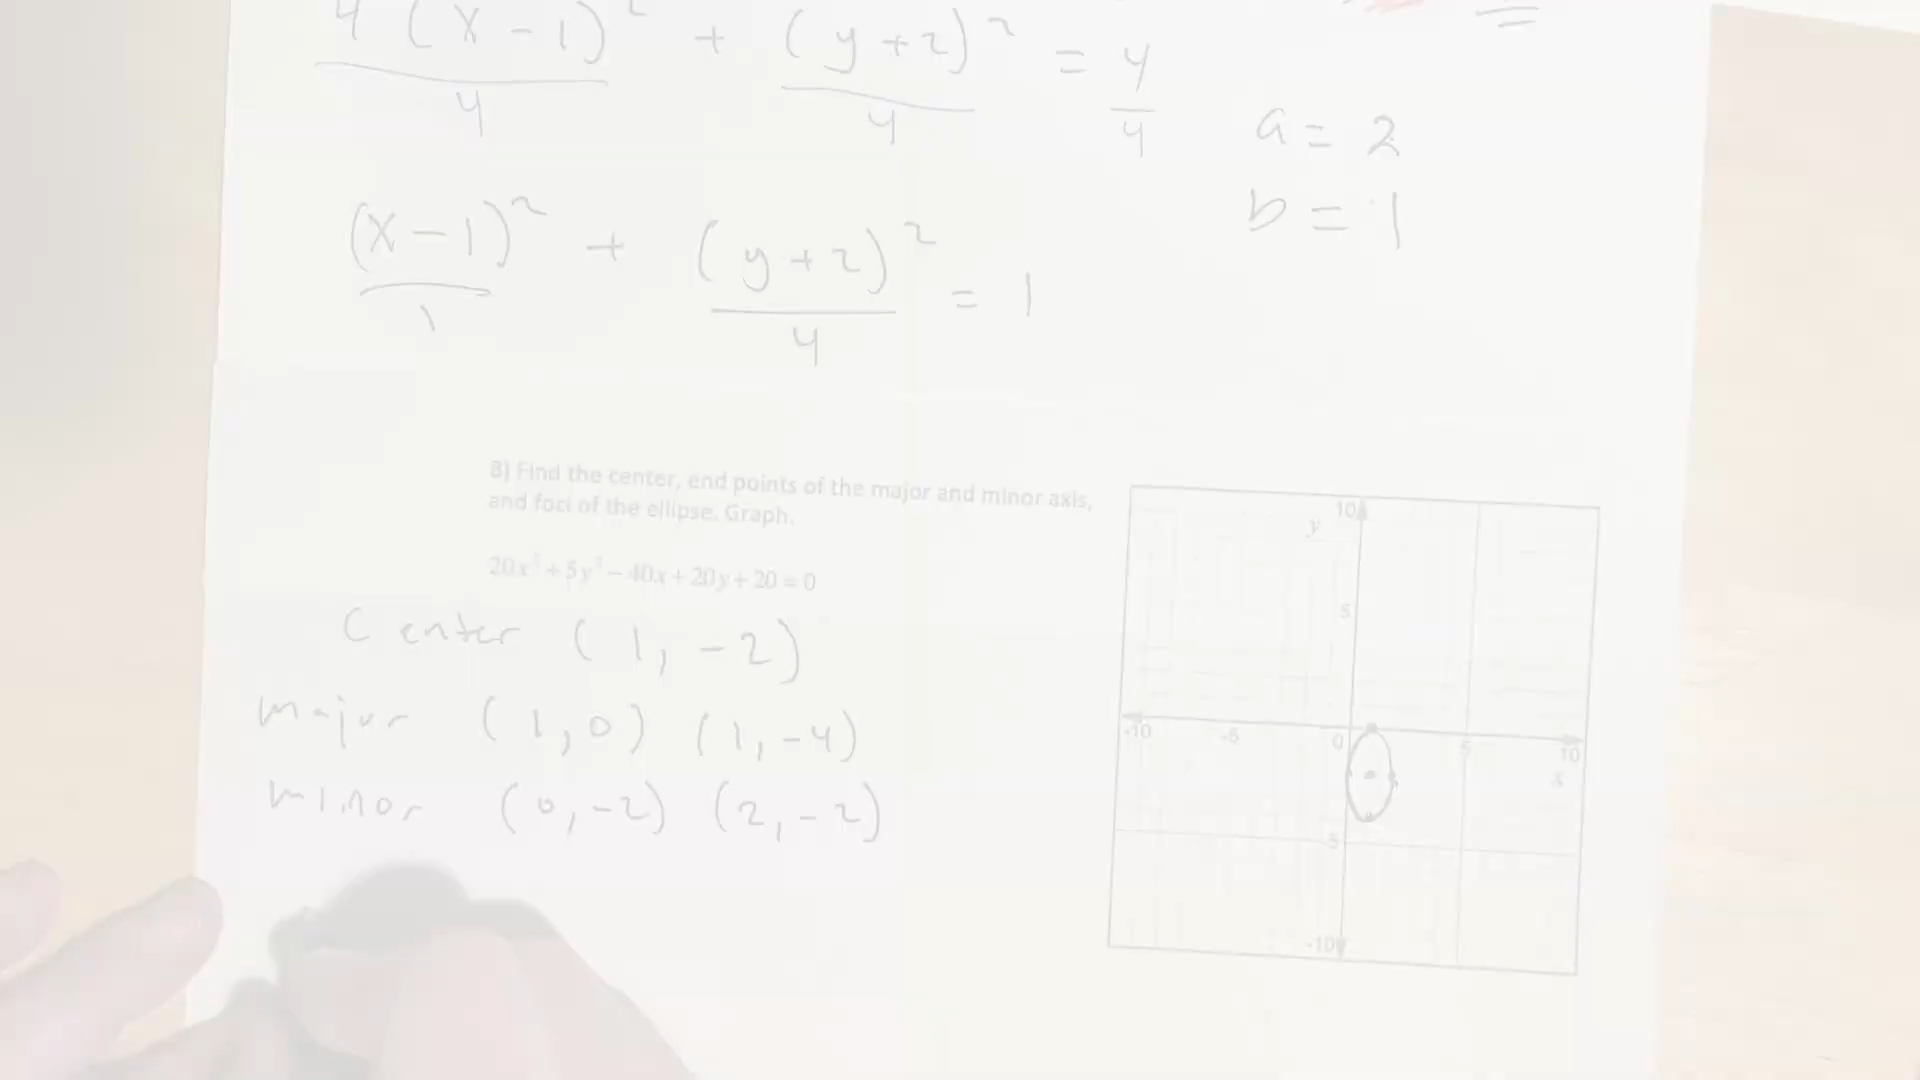 4 (x - 1)² + (y + 2)² = 4
4 4 4
a = 2
b = 1
(x - 1)² + (y + 2)² = 1
1 4
B) Find the center, end points of the major and minor axis,
and foci of the ellipse. Graph.
20x² + 5y² - 40x + 20y + 20 = 0
Center (1, -2)
major (1, 0) (1, -4)
minor (0, -2) (2, -2)
10
y
5
-10 -5 0 5 10
x
-5
-10